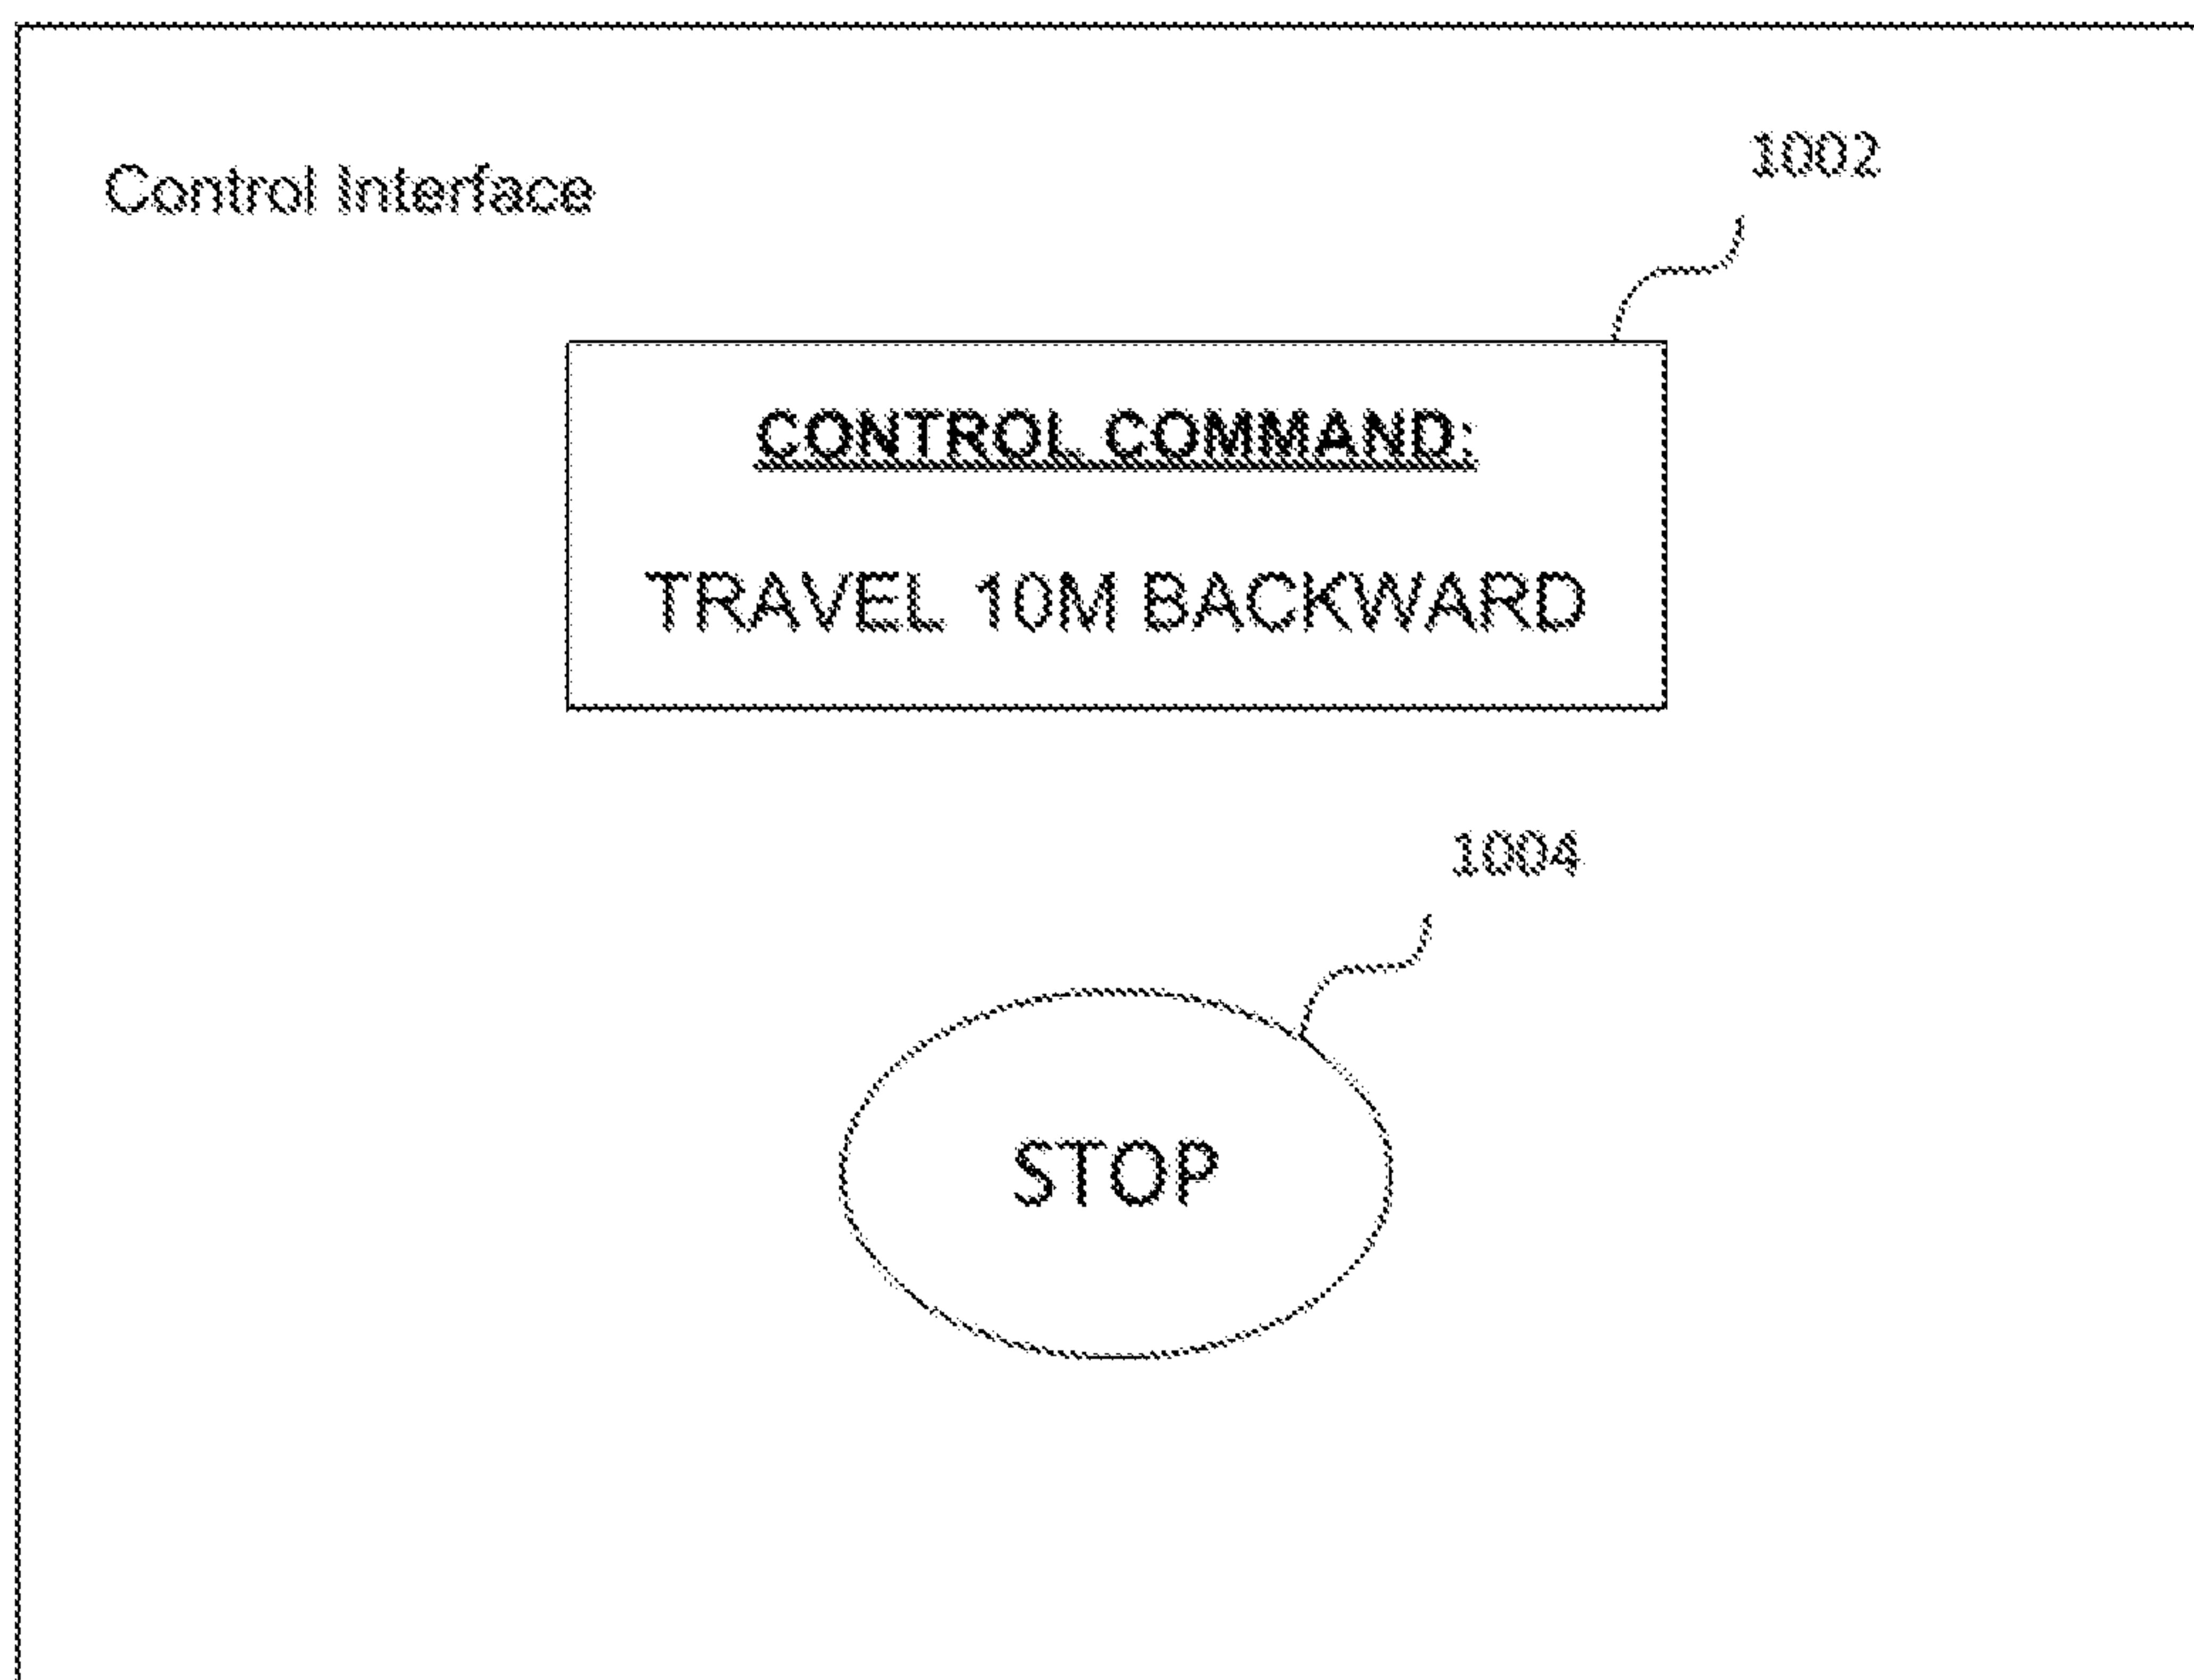 1002
Control Interface
CONTROL COMMAND:
TRAVEL 10M BACKWARD
1004
STOP